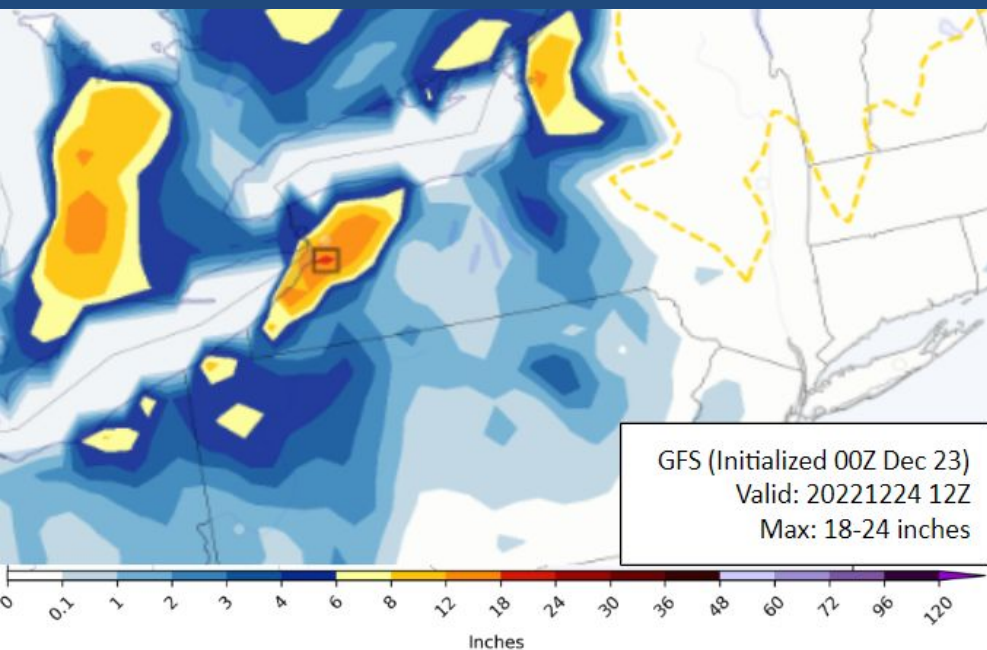 GFS (Initialized 00Z Dec 23)
Valid: 20221224 12Z
Max: 18-24 inches
0 0.1 1 2 3 4 6 8 12 18 24 30 36 48 60 72 96 120
Inches